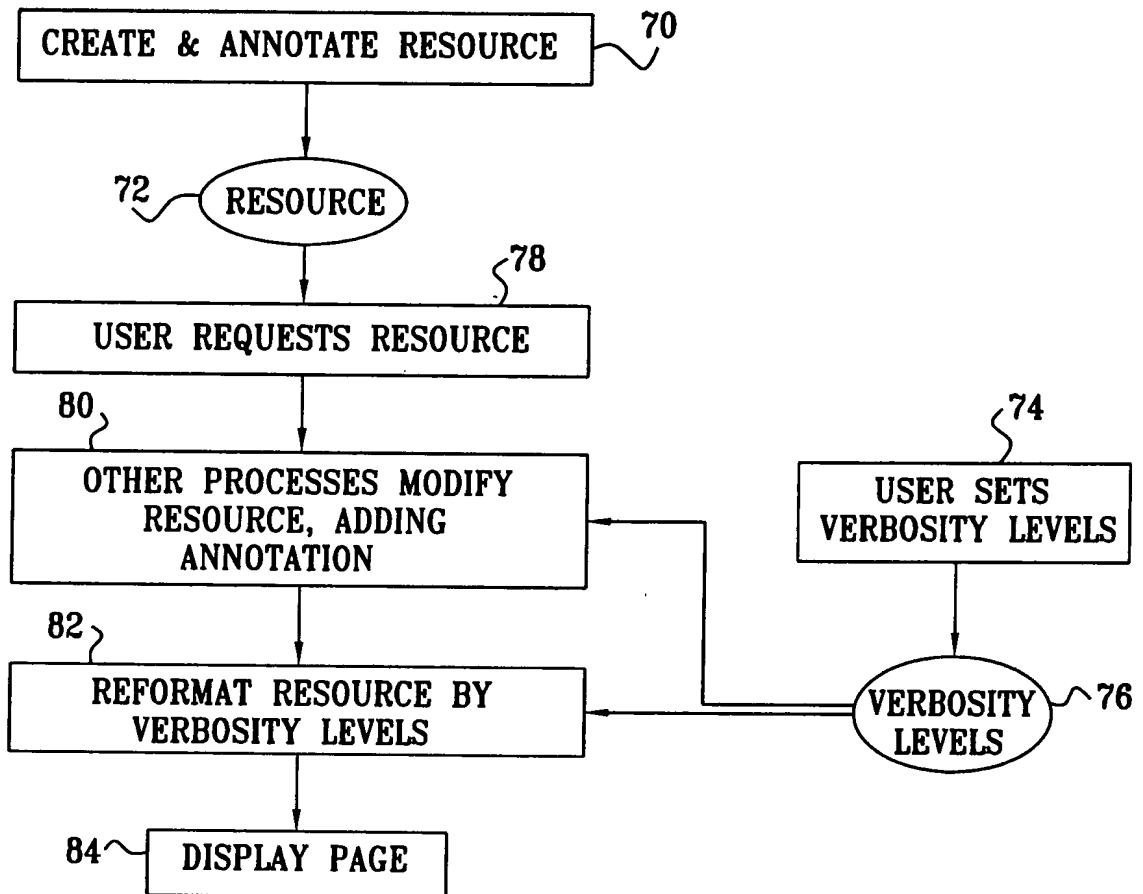 CREATE & ANNOTATE RESOURCE
70
72
RESOURCE
78
USER REQUESTS RESOURCE
80
OTHER PROCESSES MODIFY
RESOURCE, ADDING
ANNOTATION
74
USER SETS
VERBOSITY LEVELS
82
REFORMAT RESOURCE BY
VERBOSITY LEVELS
VERBOSITY
LEVELS
76
84
DISPLAY PAGE